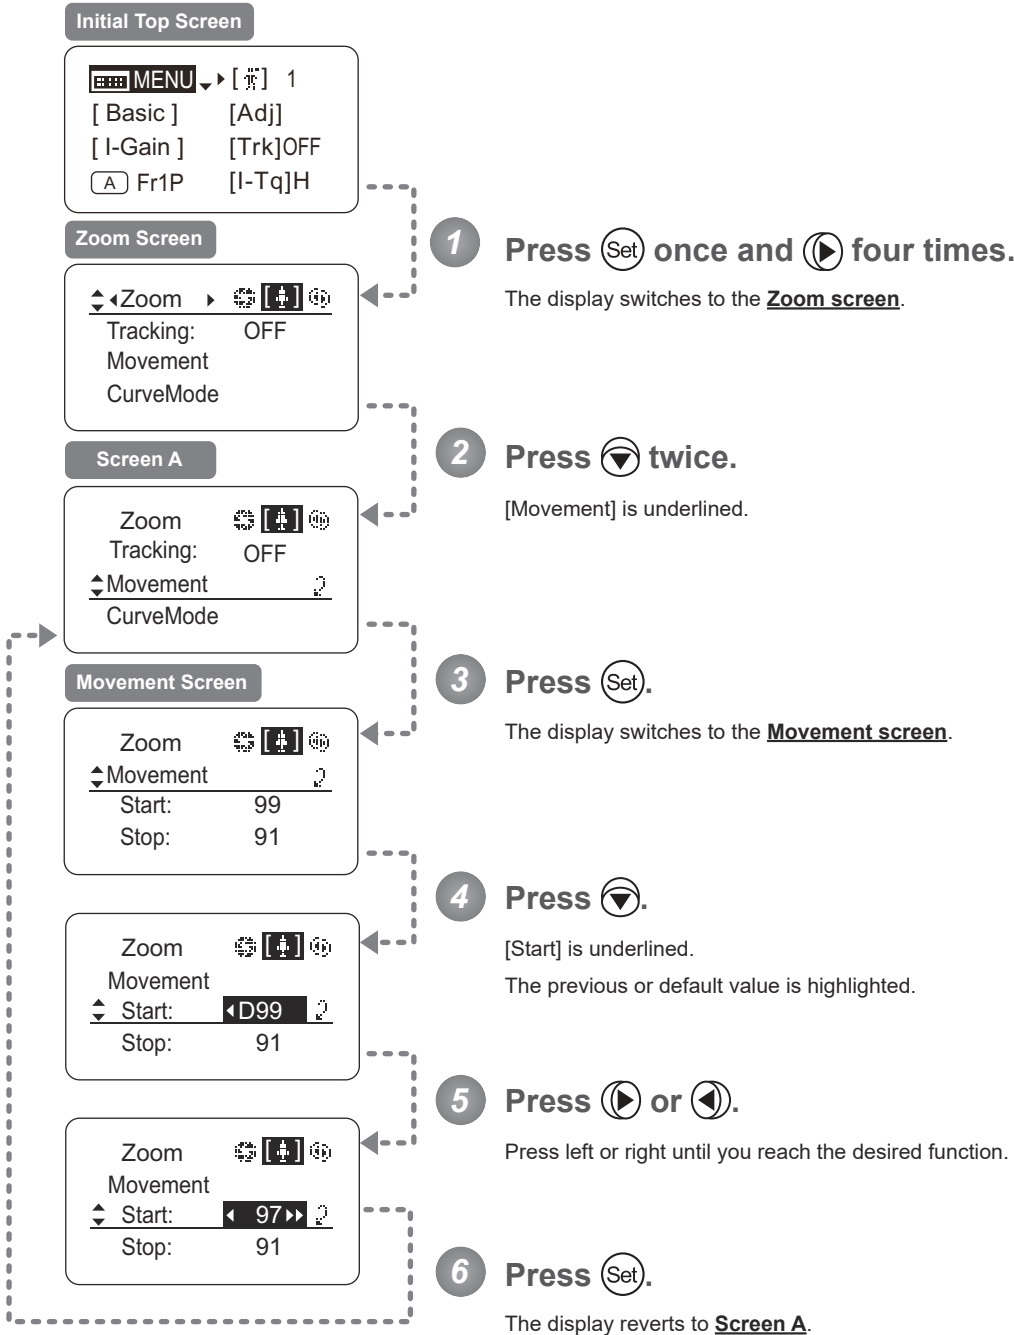 Initial Top Screen
MENU [ ] 1
[ Basic ] [Adj]
[ I-Gain ] [Trk]OFF
A Fr1P [I-Tq]H
Zoom Screen
Zoom [ ]
Tracking: OFF
Movement
CurveMode
1 Press Set once and four times.
The display switches to the Zoom screen.
Screen A
Zoom [ ]
Tracking: OFF
Movement
CurveMode
2 Press twice.
[Movement] is underlined.
Movement Screen
Zoom [ ]
Movement
Start: 99
Stop: 91
3 Press Set.
The display switches to the Movement screen.
Zoom [ ]
Movement
Start: D99
Stop: 91
4 Press .
[Start] is underlined.
The previous or default value is highlighted.
Zoom [ ]
Movement
Start: 97
Stop: 91
5 Press or .
Press left or right until you reach the desired function.
6 Press Set.
The display reverts to Screen A.